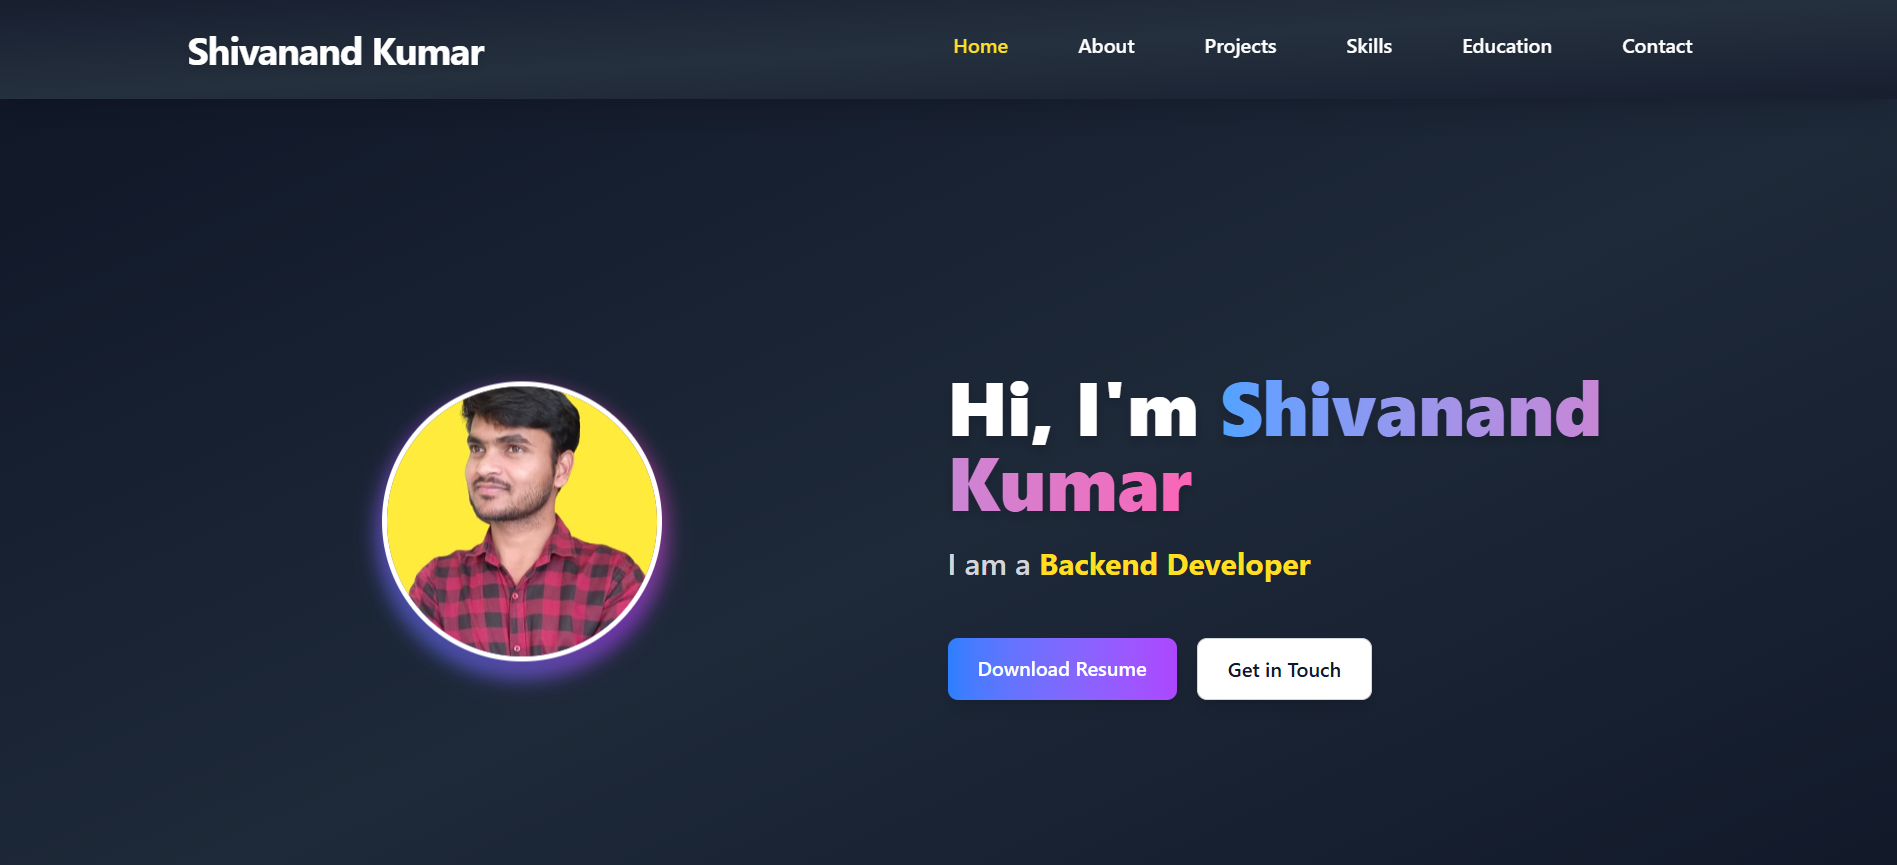 Shivanand Kumar
Home About Projects Skills Education Contact
Hi, I'm Shivanand
Kumar
I am a Backend Developer
Download Resume
Get in Touch